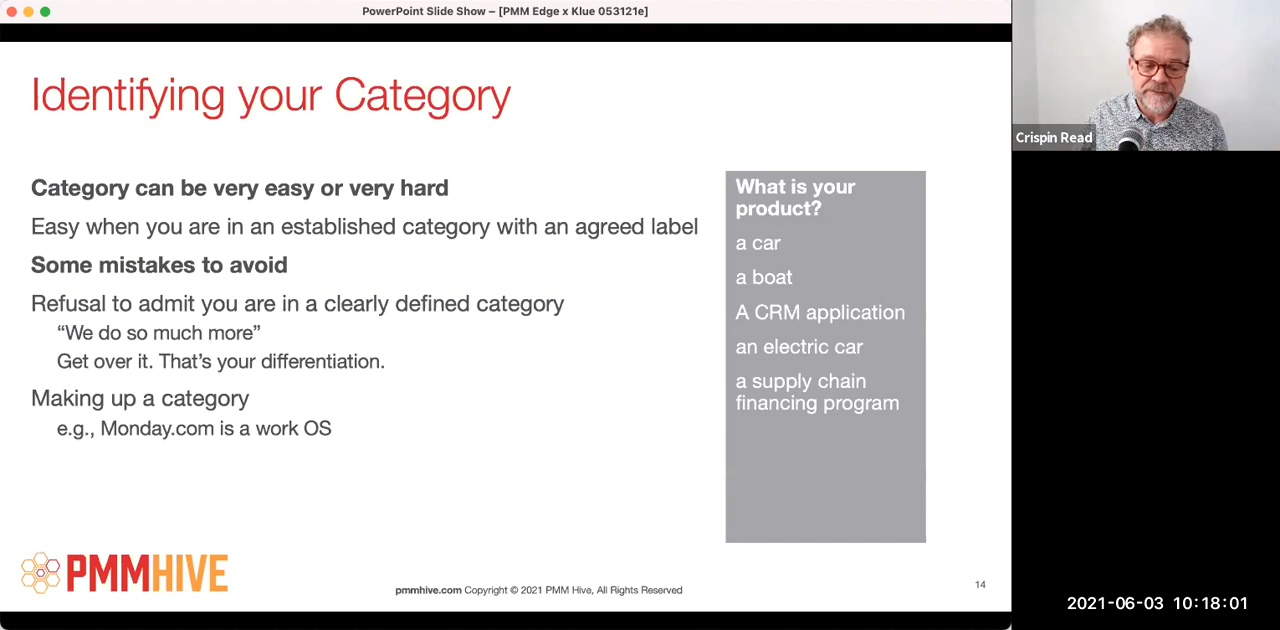 PowerPoint Slide Show – [PMM Edge x Klue 053121e]
Identifying your Category
Category can be very easy or very hard
Easy when you are in an established category with an agreed label
Some mistakes to avoid
Refusal to admit you are in a clearly defined category
“We do so much more”
Get over it. That’s your differentiation.
Making up a category
e.g., Monday.com is a work OS
What is your
product?
a car
a boat
A CRM application
an electric car
a supply chain
financing program
PMMHIVE
pmmhive.com Copyright © 2021 PMM Hive, All Rights Reserved
14
Crispin Read
2021-06-03 10:18:01